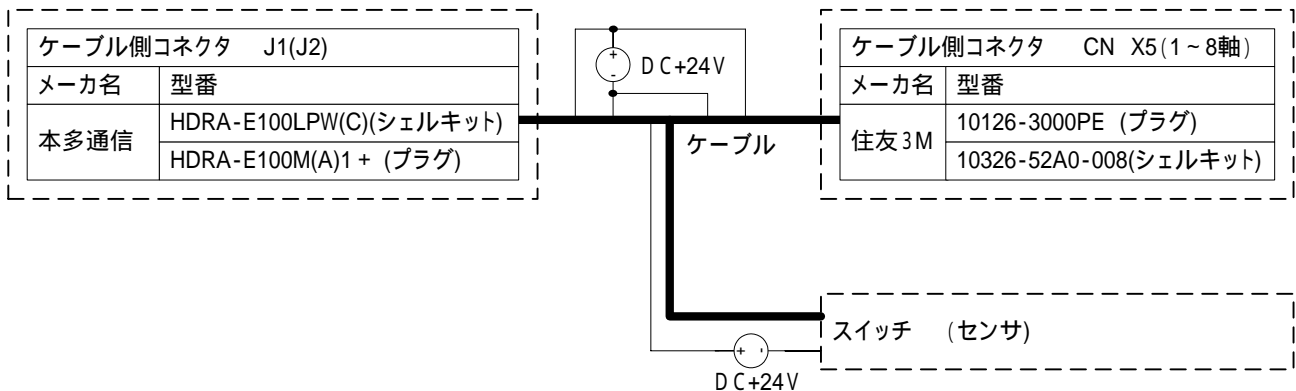 ケーブル側コネクタ J1(J2)
メーカ名 型番
本多通信
HDRA-E100LPW(C)(シェルキット)
HDRA-E100M(A)1+ (プラグ)
+
-
DC+24V
ケーブル
ケーブル側コネクタ CN X5(1~8軸)
メーカ名 型番
住友3M
10126-3000PE (プラグ)
10326-52A0-008(シェルキット)
スイッチ (センサ)
+ -
DC+24V